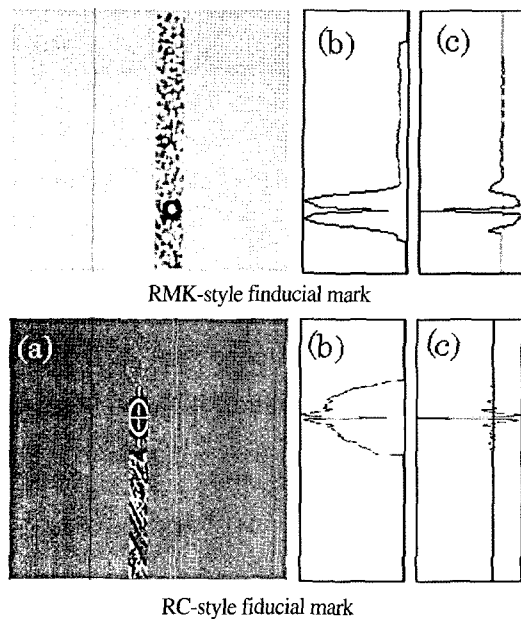 (b)
(c)
RMK-style finducial mark
(a)
(b)
(c)
RC-style fiducial mark